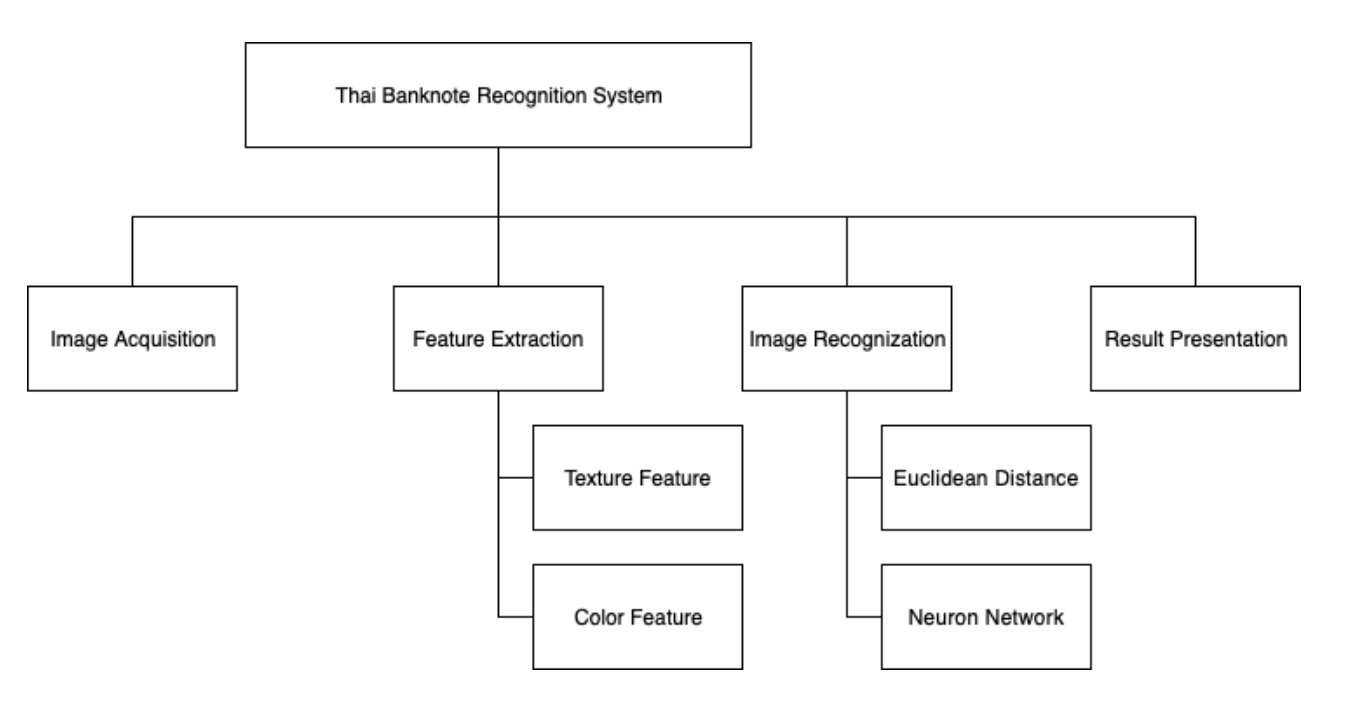 Thai Banknote Recognition System
Image Acquisition
Feature Extraction
Image Recognization
Result Presentation
Texture Feature
Euclidean Distance
Color Feature
Neuron Network